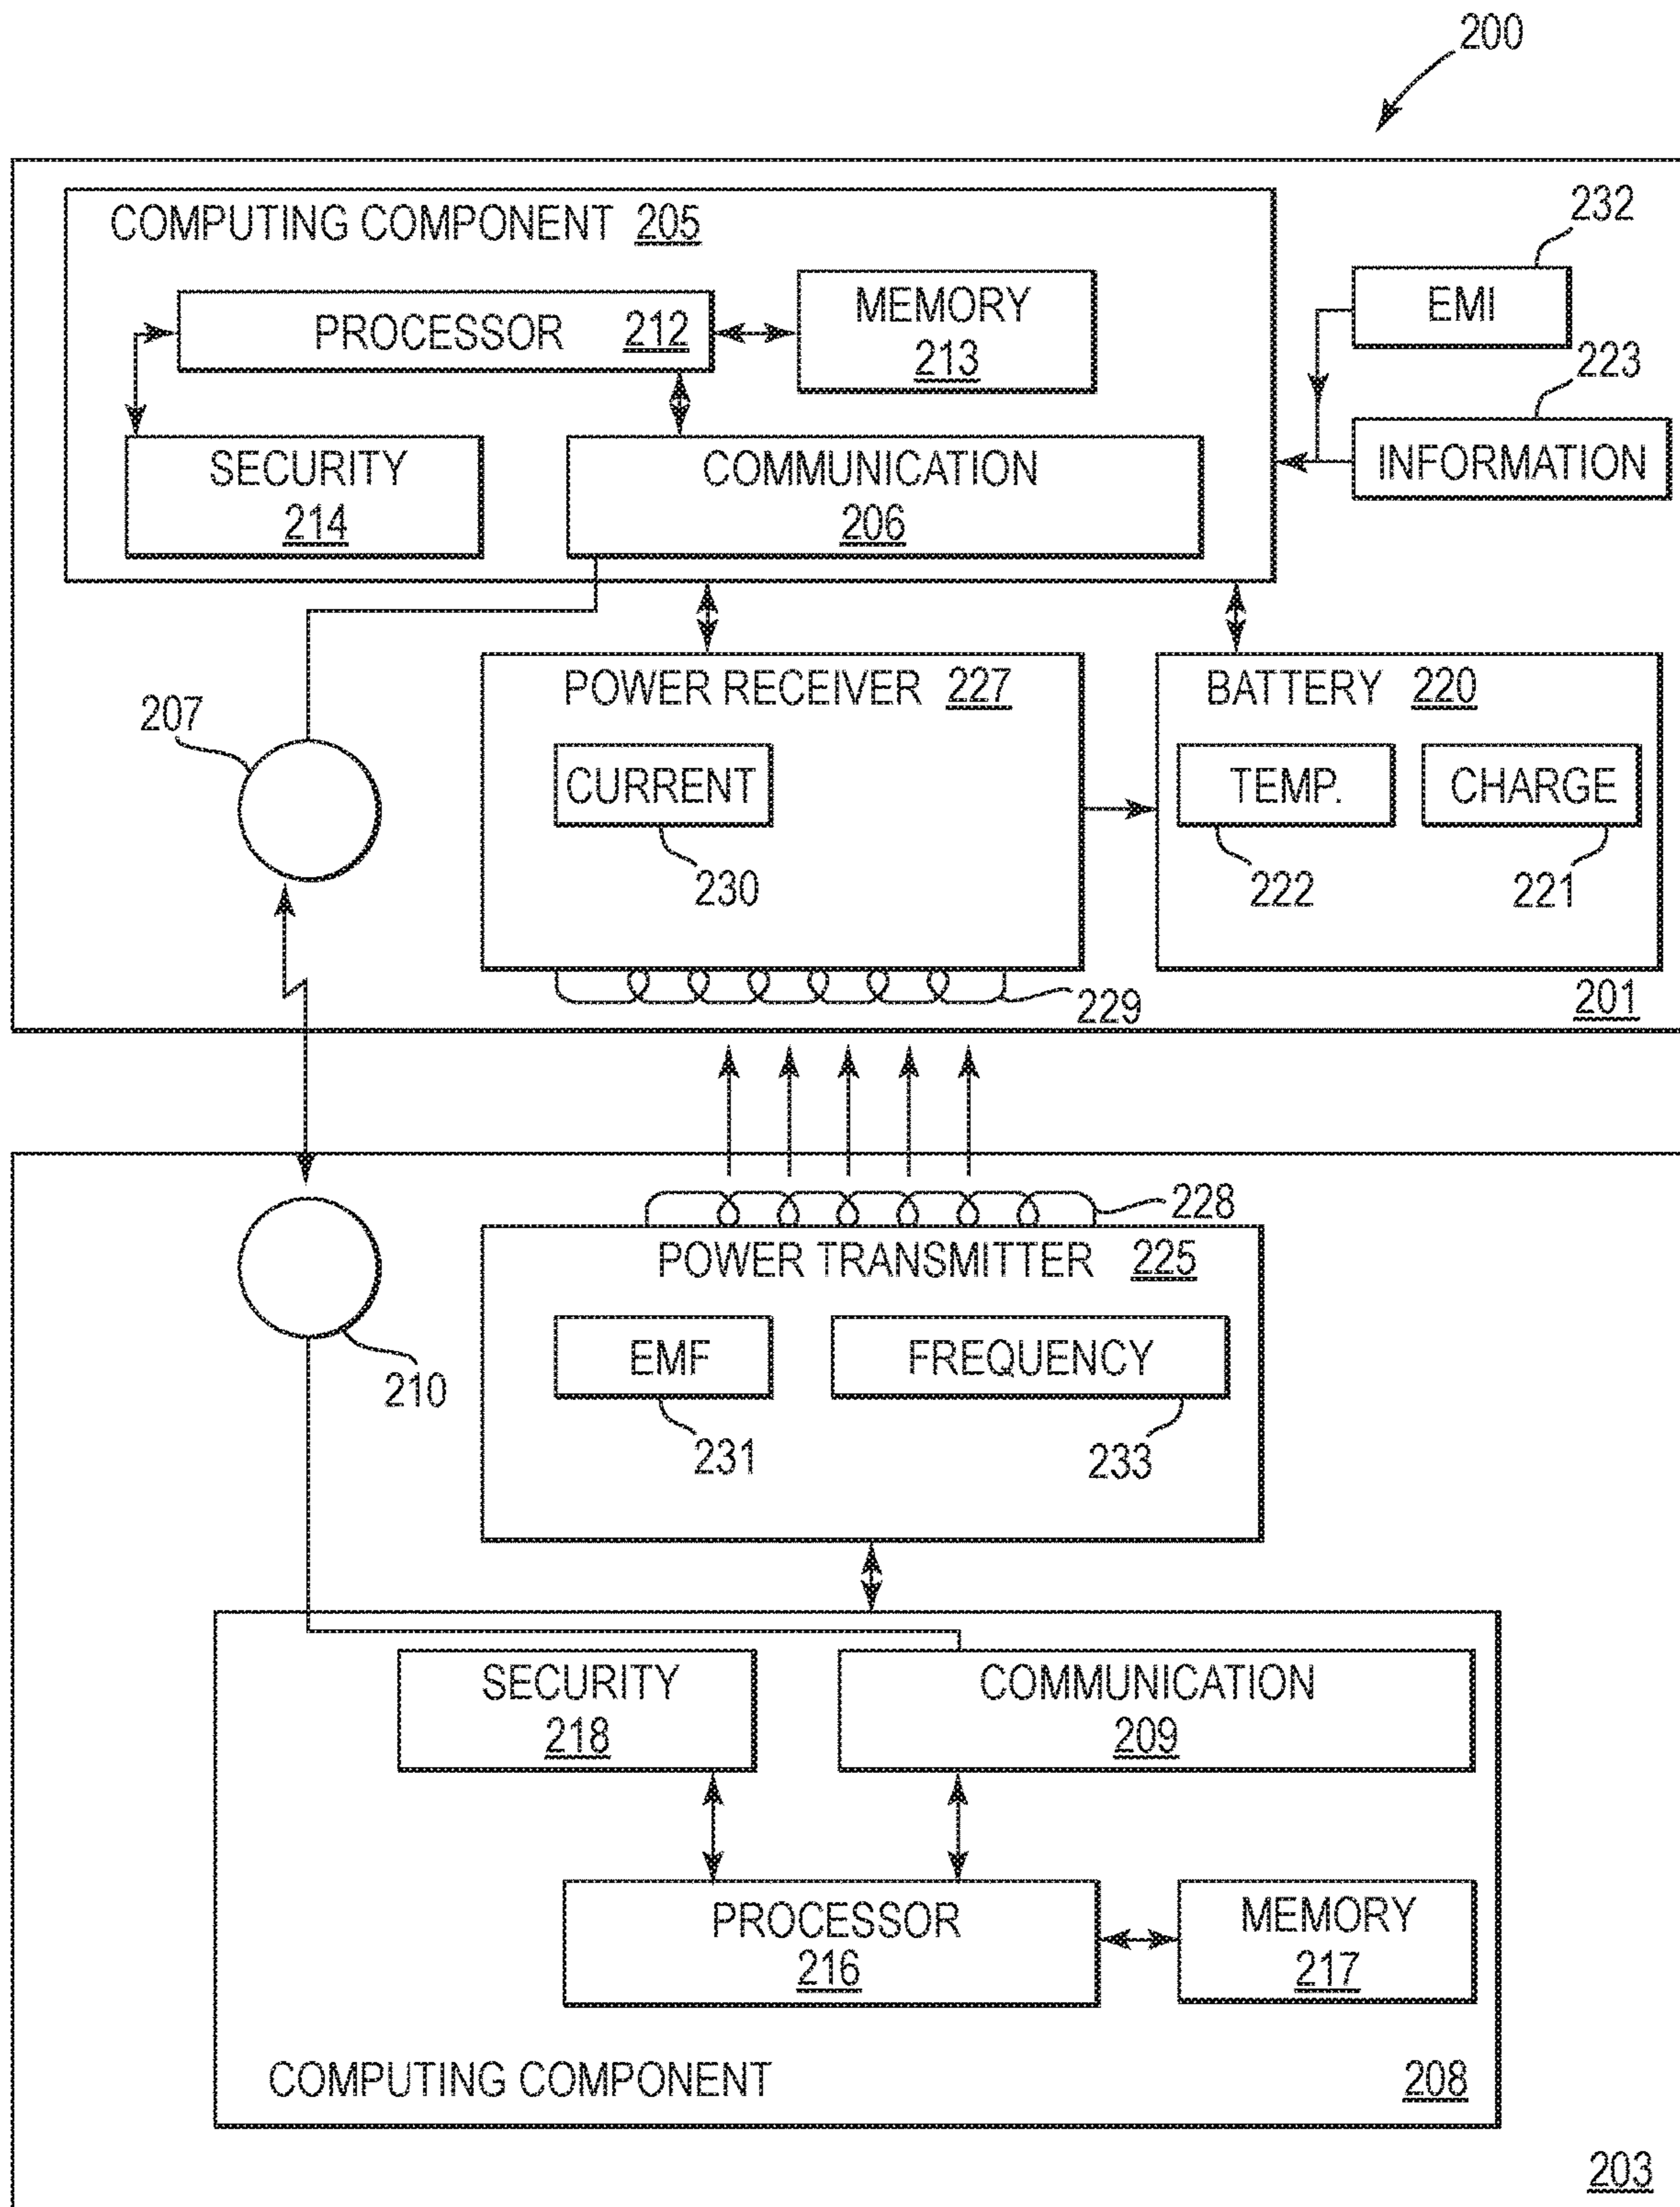 200
COMPUTING COMPONENT 205
232
EMI
PROCESSOR 212
MEMORY
213
223
INFORMATION
SECURITY
214
COMMUNICATION
206
POWER RECEIVER 227
BATTERY 220
207
CURRENT
TEMP.
CHARGE
230
222
221
229
201
228
POWER TRANSMITTER 225
EMF
FREQUENCY
210
231
233
SECURITY
218
COMMUNICATION
209
PROCESSOR
216
MEMORY
217
COMPUTING COMPONENT 208
203